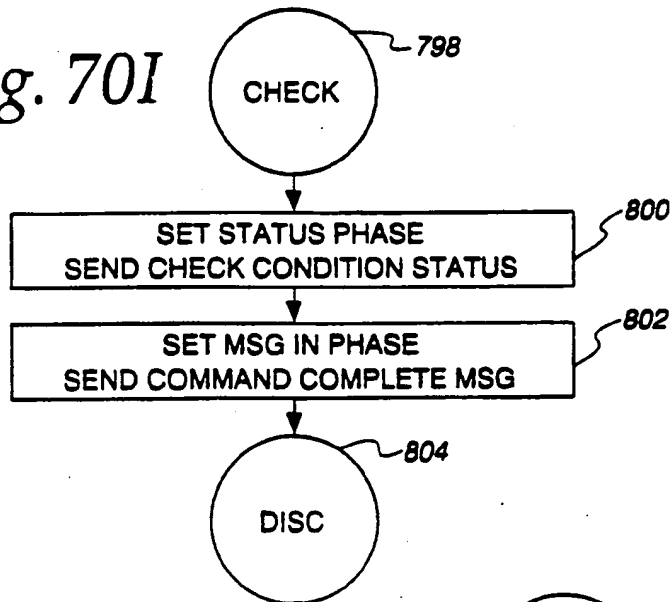 g. 70I
CHECK
798
SET STATUS PHASE
SEND CHECK CONDITION STATUS
800
SET MSG IN PHASE
SEND COMMAND COMPLETE MSG
802
804
DISC